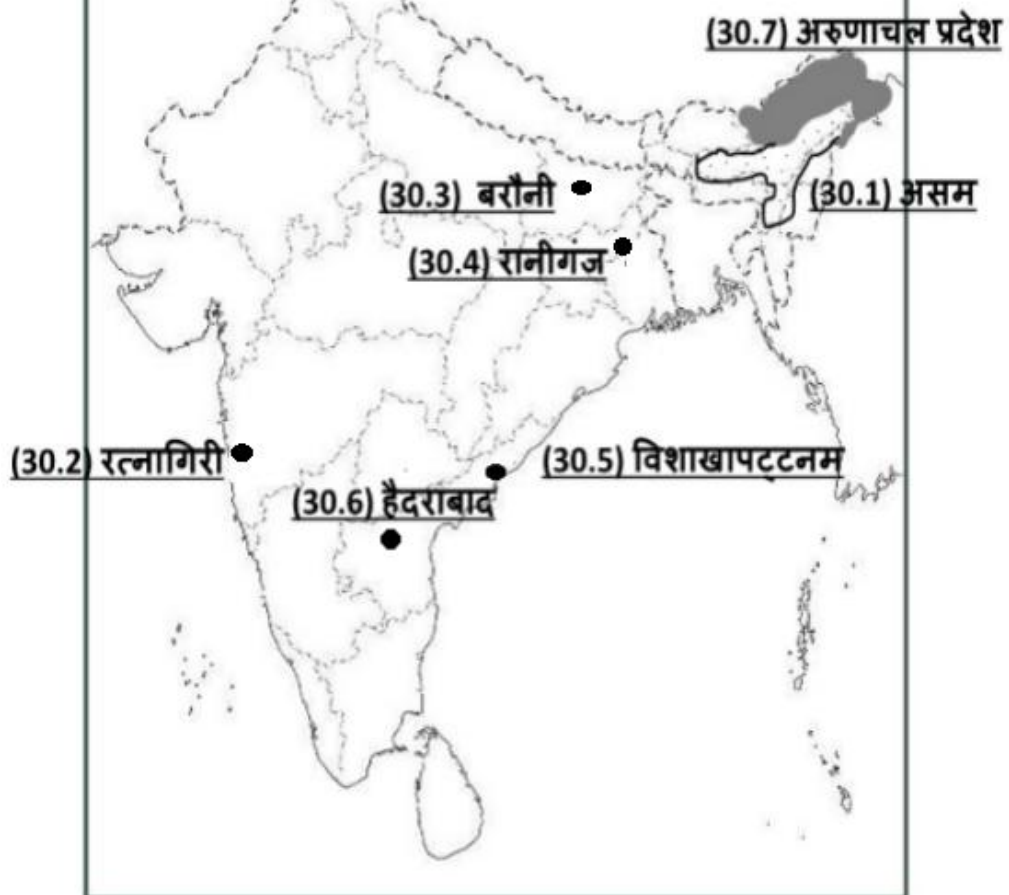 (30.7) अरुणाचल प्रदेश
(30.3) बरौनी
(30.1) असम
(30.4) रानीगज
(30.2) रत्नागिरी
(30.5) विशाखापट्टनम
(30.6) हैदराबाद